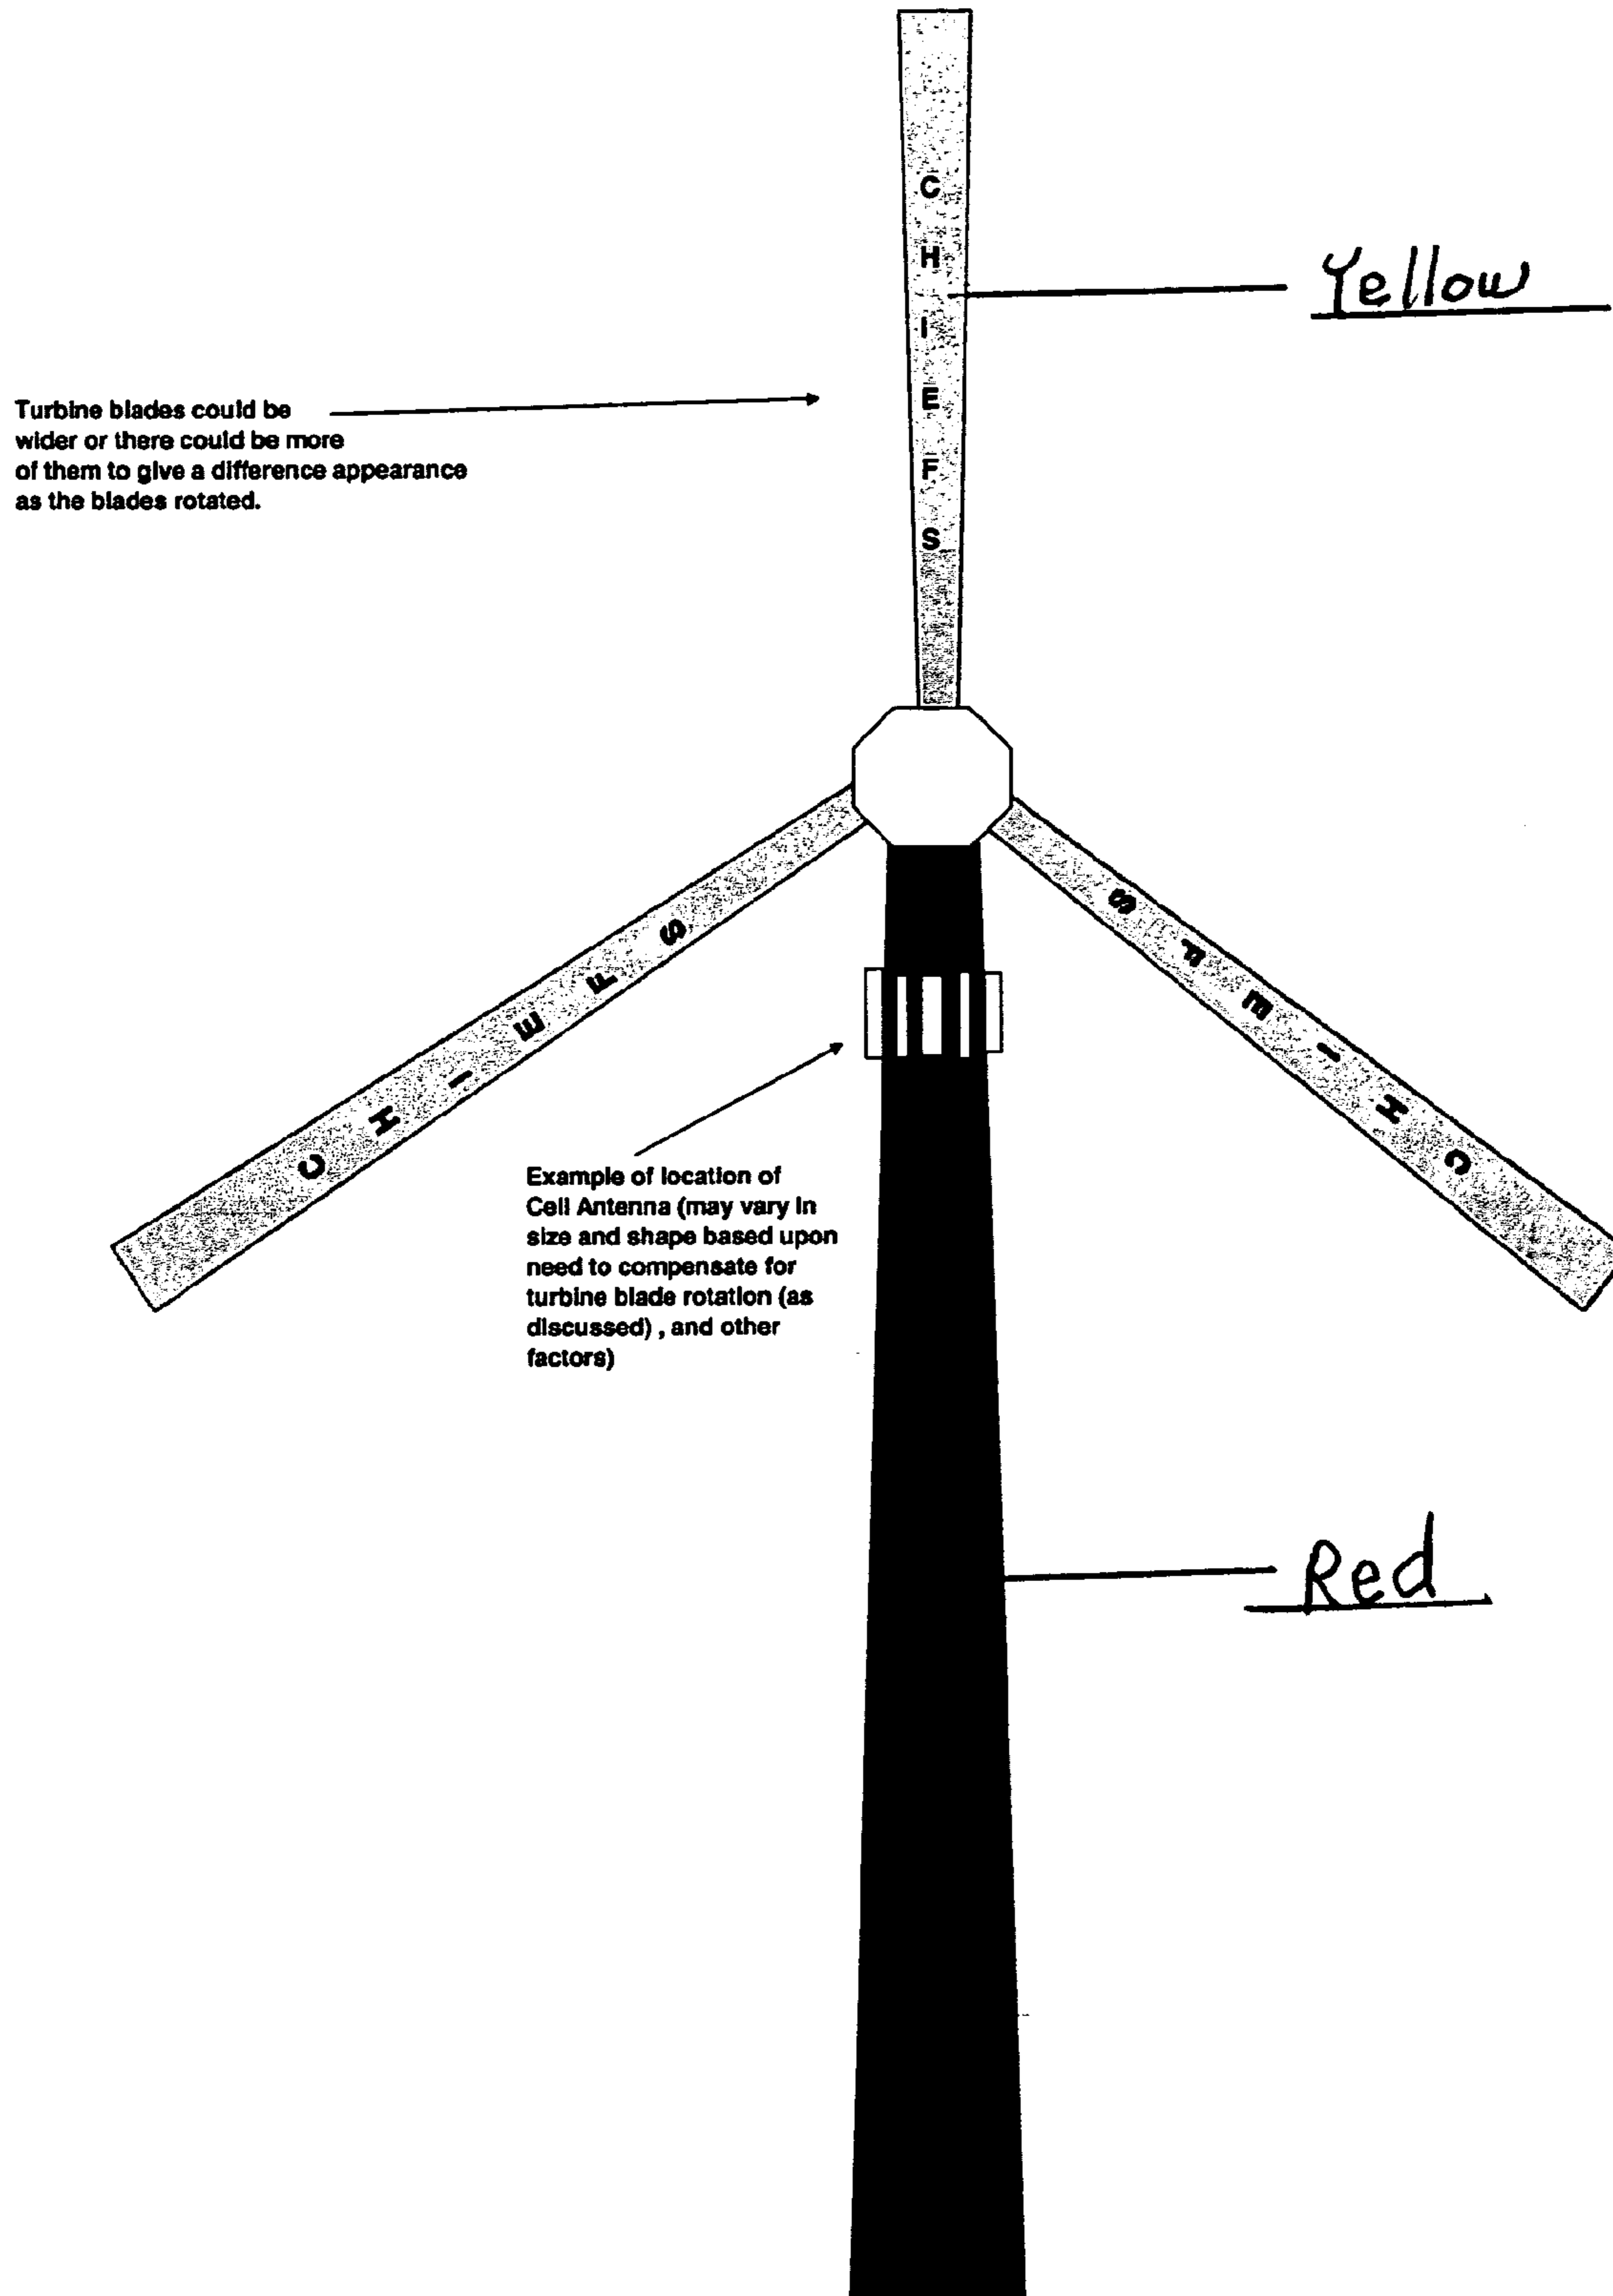 CHIEFS
Yellow
Turbine blades could be
wider or there could be more
of them to give a difference appearance
as the blades rotated.
CHIEFS
CHIEFS
Example of location of
Cell Antenna (may vary in
size and shape based upon
need to compensate for
turbine blade rotation (as
discussed) , and other
factors)
Red